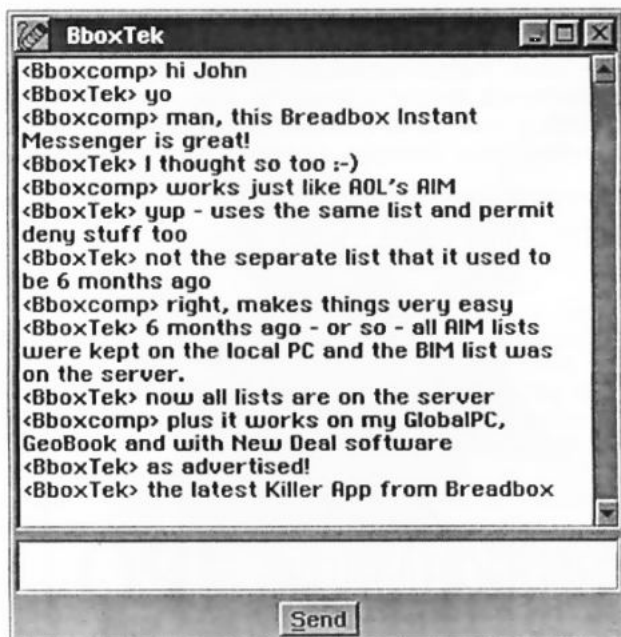 BboxTek
<Bboxcomp> hi John
<BboxTek> yo
<Bboxcomp> man, this Breadbox Instant
Messenger is great!
<BboxTek> I thought so too :-)
<Bboxcomp> works just like AOL's AIM
<BboxTek> yup - uses the same list and permit
deny stuff too
<BboxTek> not the separate list that it used to
be 6 months ago
<Bboxcomp> right, makes things very easy
<BboxTek> 6 months ago - or so - all AIM lists
were kept on the local PC and the BIM list was
on the server.
<BboxTek> now all lists are on the server
<Bboxcomp> plus it works on my GlobalPC,
GeoBook and with New Deal software
<BboxTek> as advertised!
<BboxTek> the latest Killer App from Breadbox
Send